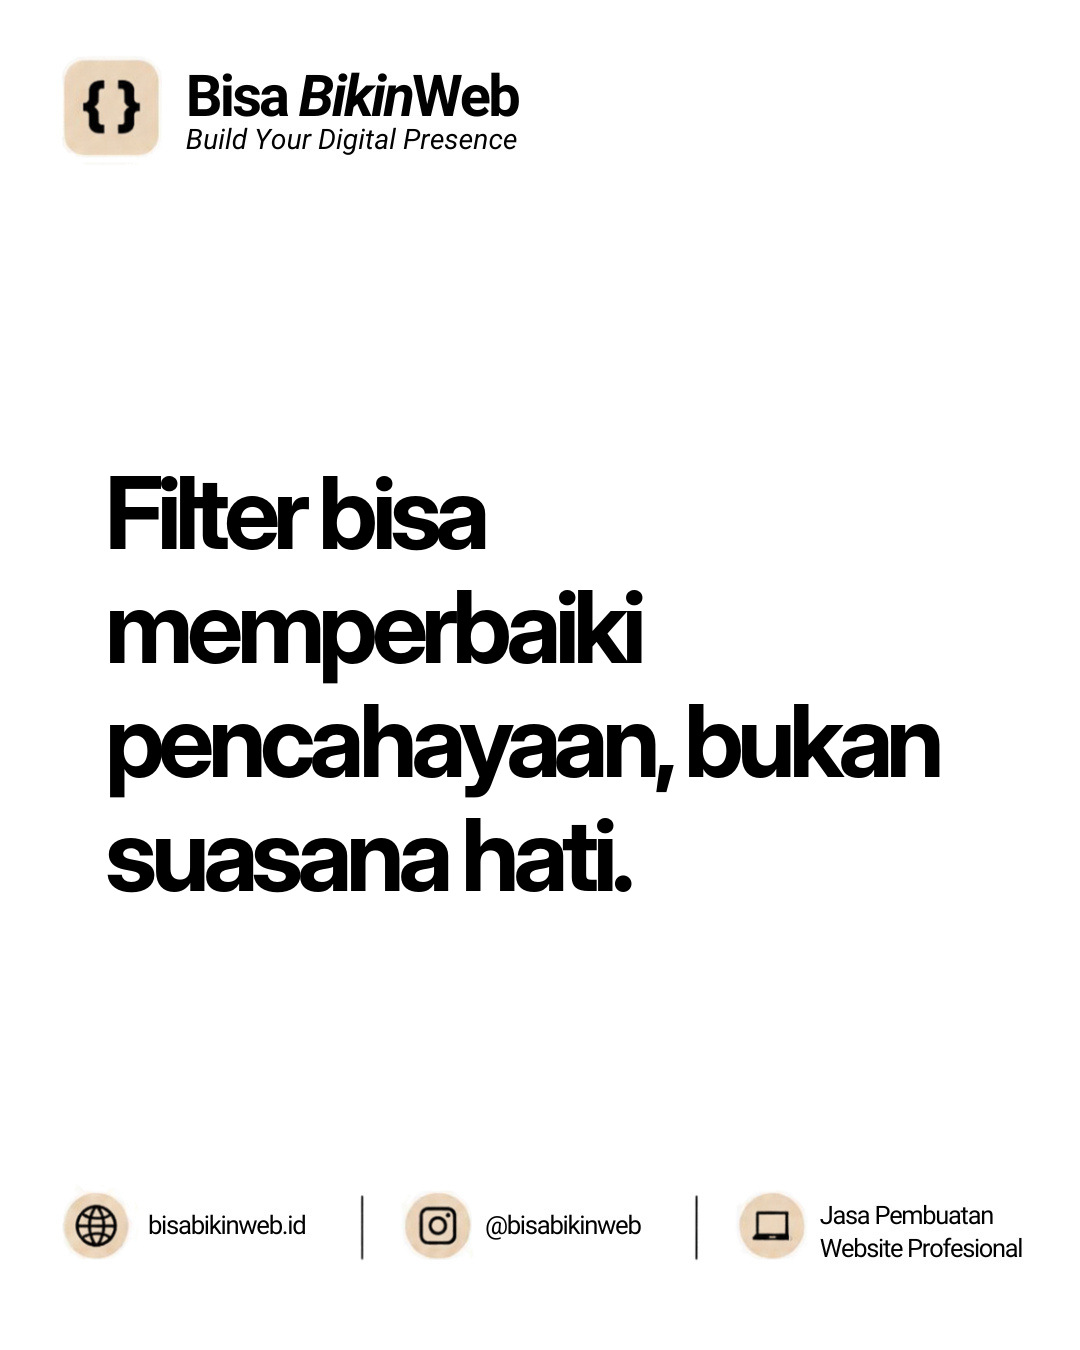 { }
Bisa BikinWeb
Build Your Digital Presence
Filter bisa
memperbaiki
pencahayaan, bukan
suasana hati.
bisabikinweb.id
@bisabikinweb
Jasa Pembuatan
Website Profesional